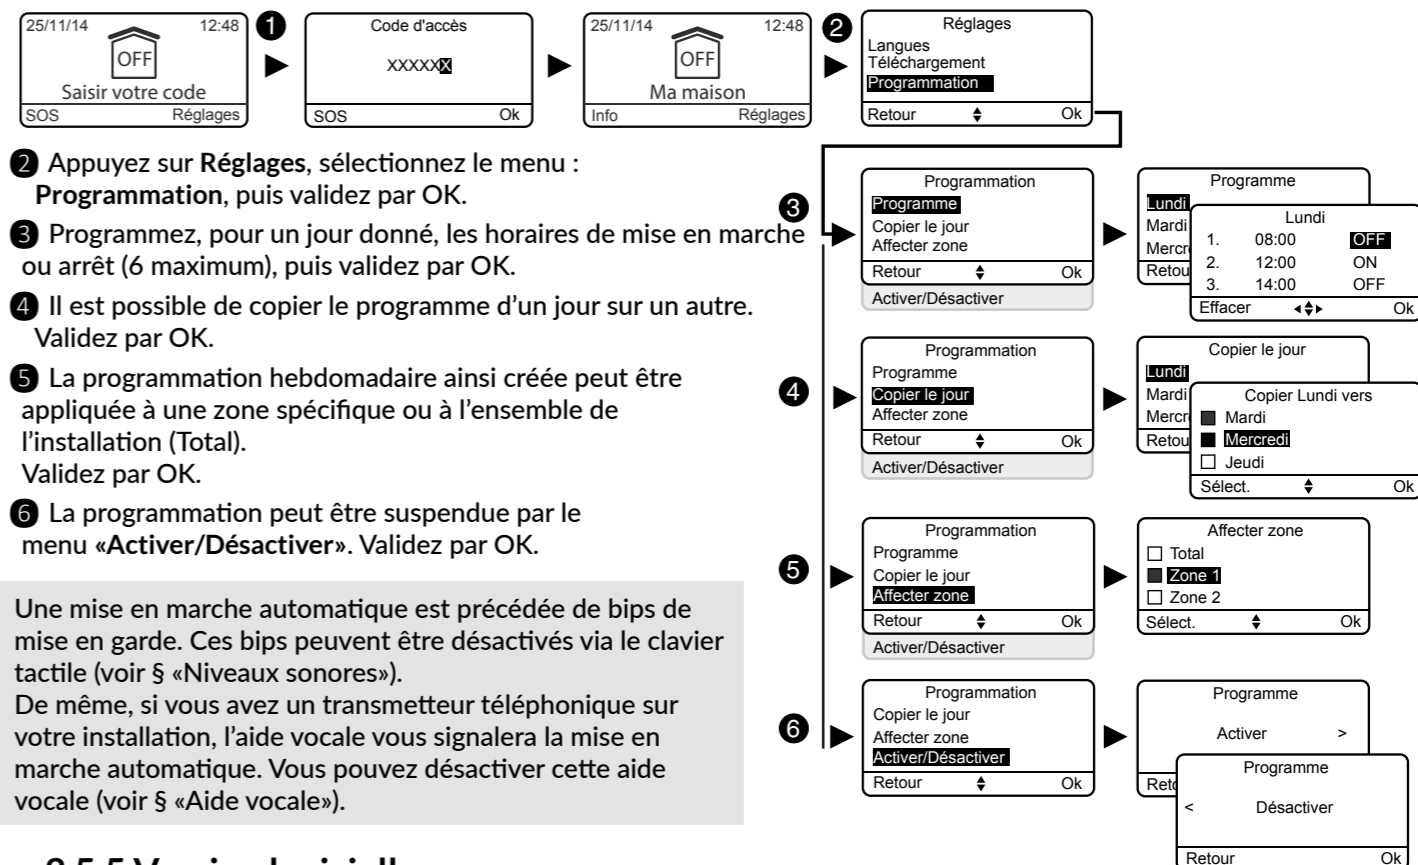 25/11/14 12:48
OFF
Saisir votre code
SOS Réglages
1
Code d'accès
XXXXXX
SOS Ok
25/11/14 12:48
OFF
Ma maison
Info Réglages
2
Réglages
Langues
Téléchargement
Programmation
Retour Ok
2 Appuyez sur Réglages, sélectionnez le menu :
Programmation, puis validez par OK.
3 Programmez, pour un jour donné, les horaires de mise en marche
ou arrêt (6 maximum), puis validez par OK.
4 Il est possible de copier le programme d’un jour sur un autre.
Validez par OK.
5 La programmation hebdomadaire ainsi créée peut être
appliquée à une zone spécifique ou à l’ensemble de
l’installation (Total).
Validez par OK.
6 La programmation peut être suspendue par le
menu «Activer/Désactiver». Validez par OK.
Une mise en marche automatique est précédée de bips de
mise en garde. Ces bips peuvent être désactivés via le clavier
tactile (voir § «Niveaux sonores»).
De même, si vous avez un transmetteur téléphonique sur
votre installation, l’aide vocale vous signalera la mise en
marche automatique. Vous pouvez désactiver cette aide
vocale (voir § «Aide vocale»).
3
Programmation
Programme
Copier le jour
Affecter zone
Retour Ok
Activer/Désactiver
Programme
Lundi
Mardi
Mercr
Retou
Lundi
1. 08:00 OFF
2. 12:00 ON
3. 14:00 OFF
Effacer Ok
4
Programmation
Programme
Copier le jour
Affecter zone
Retour Ok
Activer/Désactiver
Copier le jour
Lundi
Mardi
Mercr
Retou
Copier Lundi vers
Mardi
Mercredi
Jeudi
Sélect. Ok
5
Programmation
Programme
Copier le jour
Affecter zone
Retour Ok
Activer/Désactiver
Affecter zone
Total
Zone 1
Zone 2
Sélect. Ok
6
Programmation
Copier le jour
Affecter zone
Activer/Désactiver
Retour Ok
Programme
Activer >
Reto
Programme
< Désactiver
Retour Ok